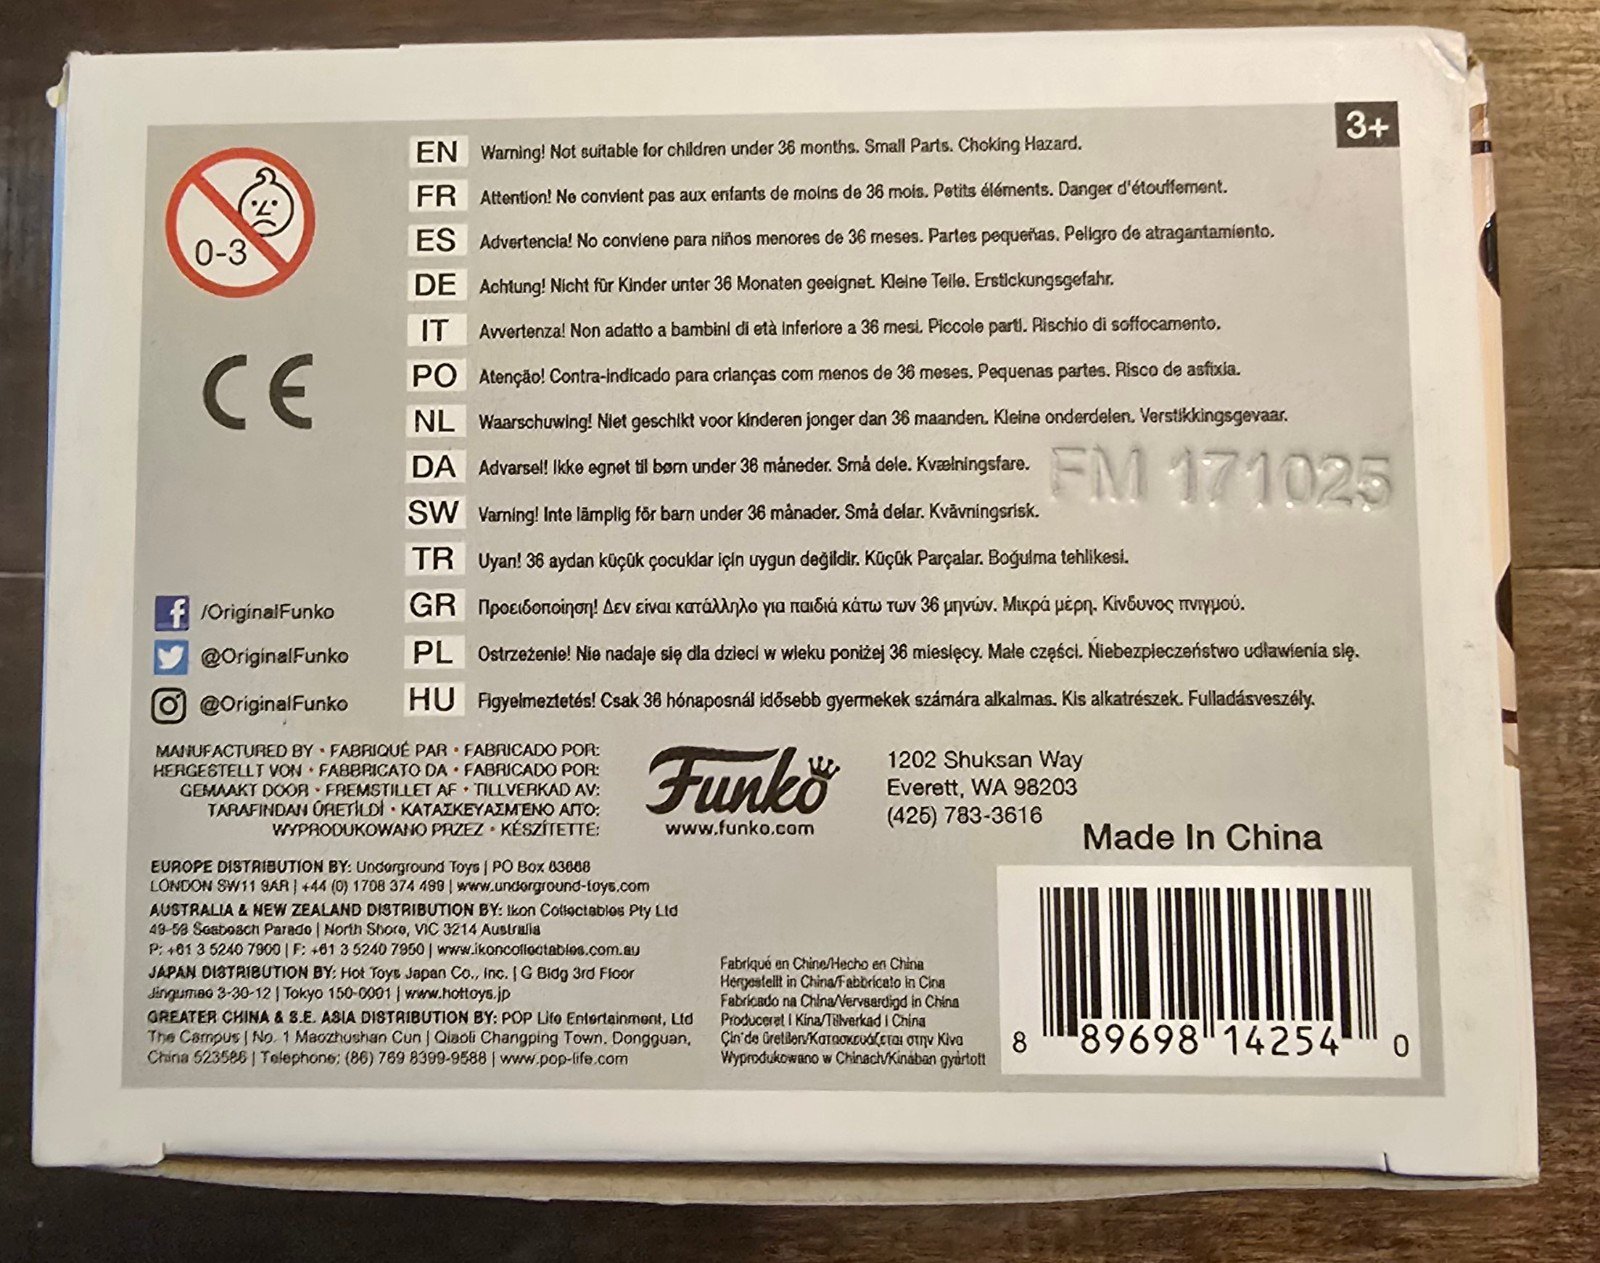 3+
0-3
CE
EN Warning! Not suitable for children under 36 months. Small Parts. Choking Hazard.
FR Attention! Ne convient pas aux enfants de moins de 36 mois. Petits éléments. Danger d'étouffement.
ES Advertencia! No conviene para niños menores de 36 meses. Partes pequeñas. Peligro de atragantamiento.
DE Achtung! Nicht für Kinder unter 36 Monaten geeignet. Kleine Teile. Erstickungsgefahr.
IT Avvertenza! Non adatto a bambini di età inferiore a 36 mesi. Piccole parti. Rischio di soffocamento.
PO Atenção! Contra-indicado para crianças com menos de 36 meses. Pequenas partes. Risco de asfixia.
NL Waarschuwing! Niet geschikt voor kinderen jonger dan 36 maanden. Kleine onderdelen. Verstikkingsgevaar.
DA Advarsel! Ikke egnet til børn under 36 måneder. Små dele. Kvælningsfare.
FM 171025
SW Varning! Inte lämplig för barn under 36 månader. Små delar. Kvävningsrisk.
TR Uyarı! 36 aydan küçük çocuklar için uygun değildir. Küçük Parçalar. Boğulma tehlikesi.
GR Προειδοποίηση! Δεν είναι κατάλληλο για παιδιά κάτω των 36 μηνών. Μικρά μέρη. Κίνδυνος πνιγμού.
PL Ostrzeżenie! Nie nadaje się dla dzieci w wieku poniżej 36 miesięcy. Małe części. Niebezpieczeństwo udławienia się.
HU Figyelmeztetés! Csak 36 hónaposnál idősebb gyermekek számára alkalmas. Kis alkatrészek. Fulladásveszély.
/OriginalFunko
@OriginalFunko
@OriginalFunko
MANUFACTURED BY • FABRIQUÉ PAR • FABRICADO POR:
HERGESTELLT VON • FABBRICATO DA • FABRICADO POR:
GEMAAKT DOOR • FREMSTILLET AF • TILLVERKAD AV:
TARAFINDAN ÜRETİLDİ • ΚΑΤΑΣΚΕΥΑΣΜΈΝΟ ΑΠΌ:
WYPRODUKOWANO PRZEZ • KÉSZÍTETTE:
Funko
www.funko.com
1202 Shuksan Way
Everett, WA 98203
(425) 783-3616
Made In China
EUROPE DISTRIBUTION BY: Underground Toys | PO Box 63668
LONDON SW11 9AR | +44 (0) 1708 374 499 | www.underground-toys.com
AUSTRALIA & NEW ZEALAND DISTRIBUTION BY: Ikon Collectables Pty Ltd
49-59 Seabeach Parade | North Shore, VIC 3214 Australia
P: +61 3 5240 7900 | F: +61 3 5240 7950 | www.ikoncollectables.com.au
JAPAN DISTRIBUTION BY: Hot Toys Japan Co., Inc. | G Bldg 3rd Floor
Jingumae 3-30-12 | Tokyo 150-0001 | www.hottoys.jp
GREATER CHINA & S.E. ASIA DISTRIBUTION BY: POP Life Entertainment, Ltd
The Campus | No. 1 Maozhushan Cun | Qiaoli Changping Town. Dongguan,
China 523586 | Telephone: (86) 769 8399-9588 | www.pop-life.com
Fabriqué en Chine/Hecho en China
Hergestellt in China/Fabbricato in Cina
Fabricado na China/Vervaardigd in China
Produceret I Kina/Tillverkad I China
Çin'de üretilen/Κατασκευάζεται στην Κίνα
Wyprodukowano w Chinach/Kínában gyártott
8 89698 14254 0